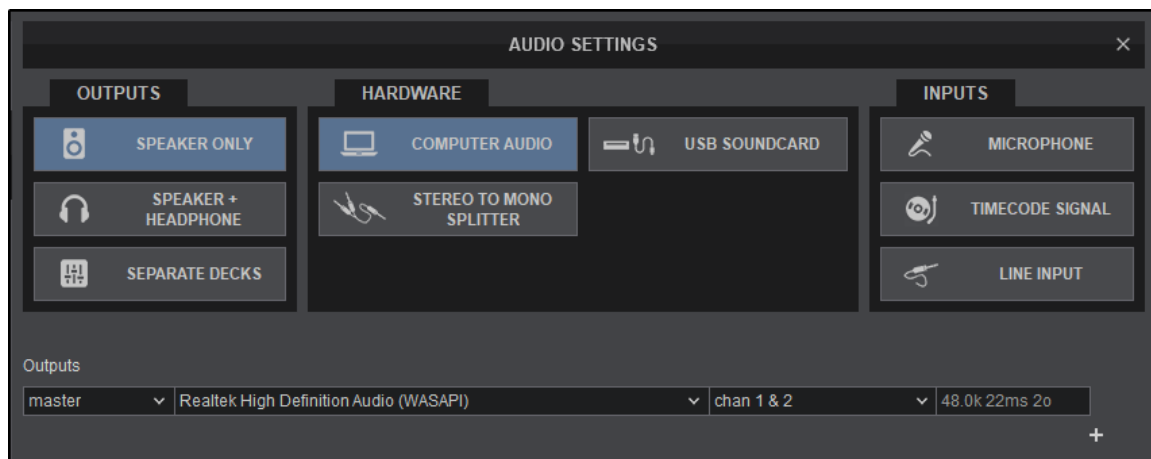 AUDIO SETTINGS
OUTPUTS
SPEAKER ONLY
SPEAKER +
HEADPHONE
SEPARATE DECKS
HARDWARE
COMPUTER AUDIO
USB SOUNDCARD
STEREO TO MONO
SPLITTER
INPUTS
MICROPHONE
TIMECODE SIGNAL
LINE INPUT
Outputs
master Realtek High Definition Audio (WASAPI) chan 1 & 2 48.0k 22ms 2o